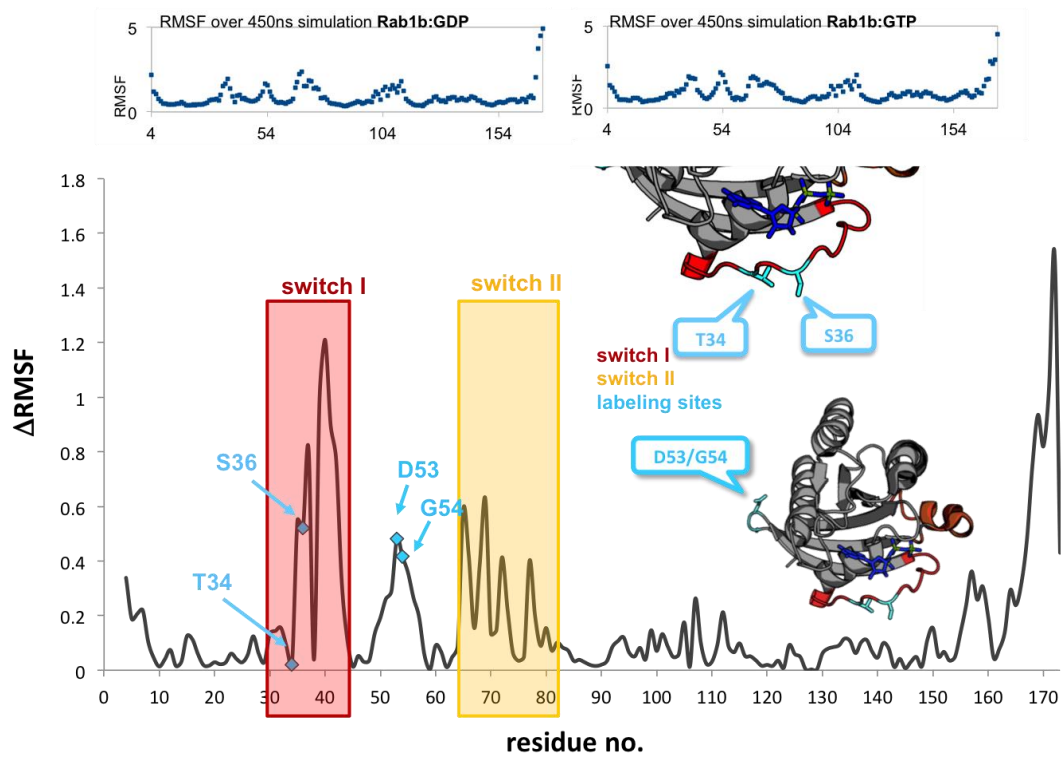 RMSF over 450ns simulation Rab1b:GDP
5
RMSF
0
4
54
104
154
RMSF over 450ns simulation Rab1b:GTP
5
RMSF
0
4
54
104
154
ΔRMSF
1.8
1.6
1.4
1.2
1
0.8
0.6
0.4
0.2
0
switch I
switch II
S36
T34
D53
G54
T34
S36
switch I
switch II
labeling sites
D53/G54
0
10
20
30
40
50
60
70
80
90
100
110
120
130
140
150
160
170
residue no.